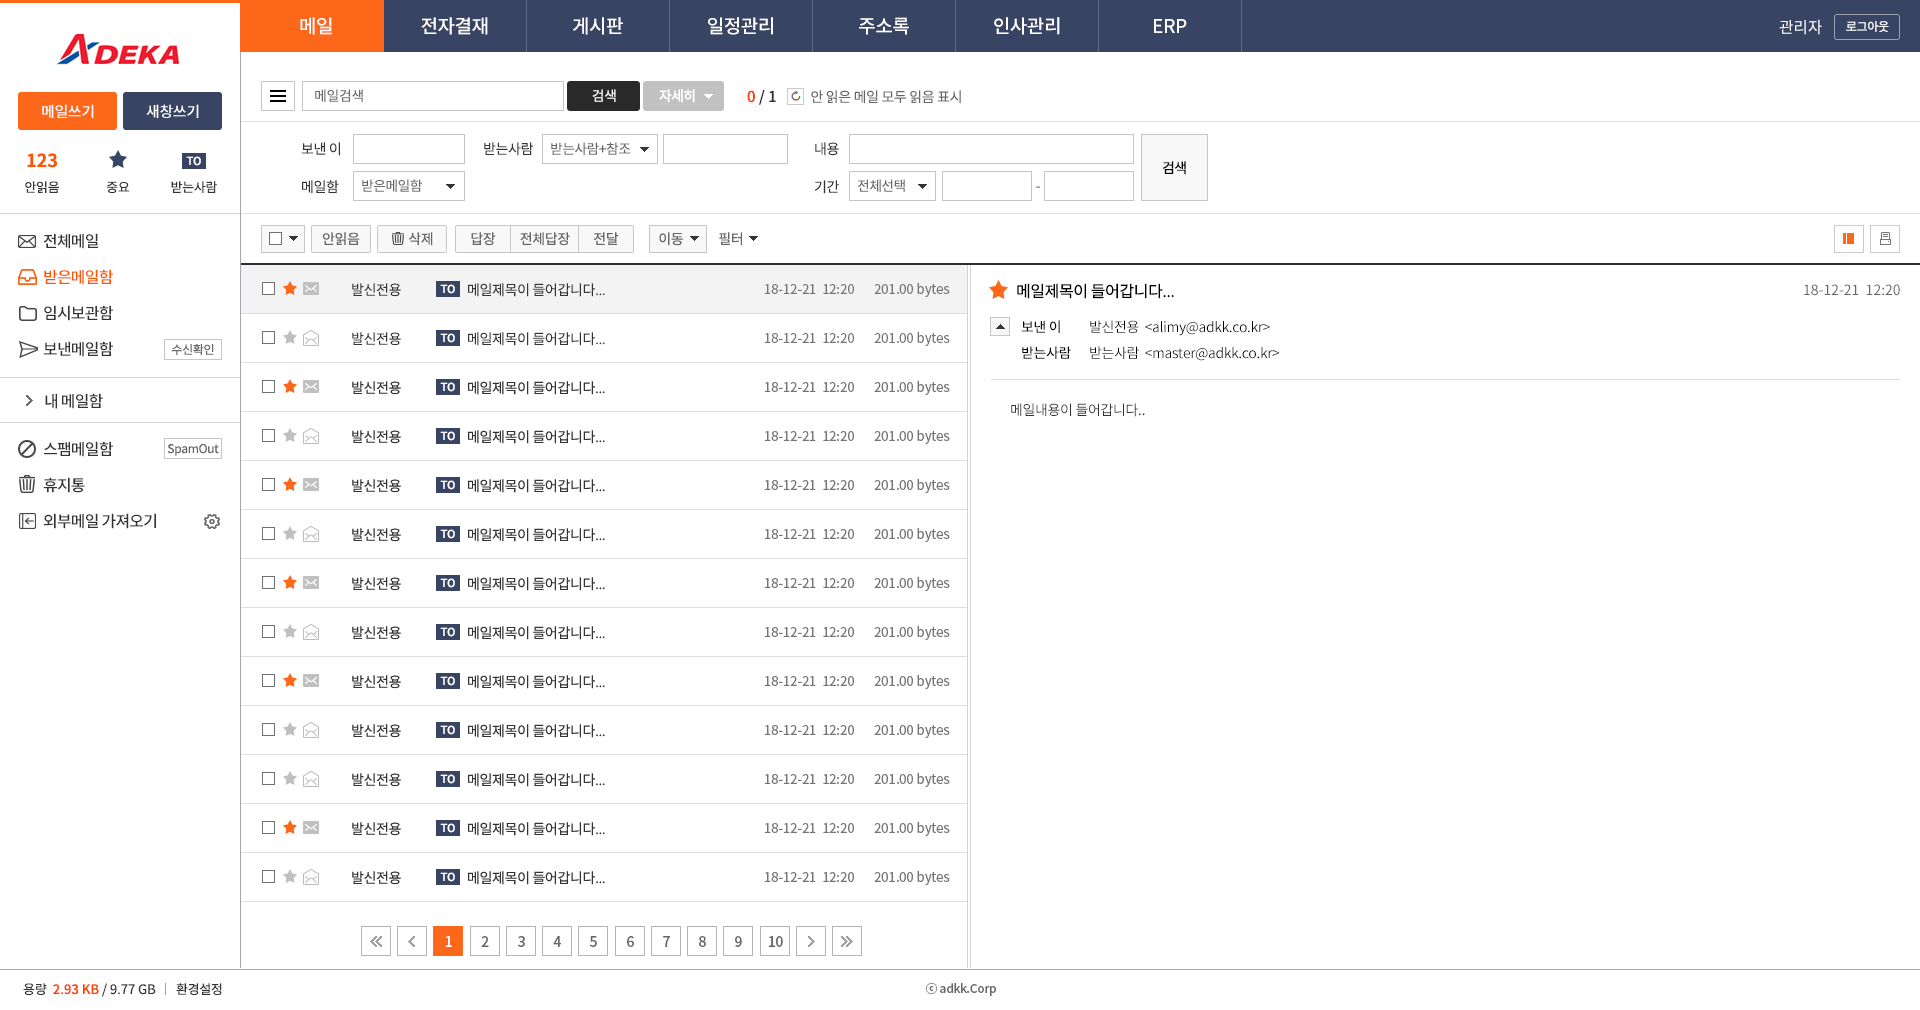 메일 전자결재 게시판 일정관리 주소록 인사관리 ERP 관리자 로그아웃
ADEKA
메일쓰기 새창쓰기
123 TO
안읽음 중요 받는사람
전체메일
받은메일함
임시보관함
보낸메일함 수신확인
내 메일함
스팸메일함 SpamOut
휴지통
외부메일 가져오기
메일검색 검색 자세히 0 / 1 안 읽은 메일 모두 읽음 표시
보낸 이 받는사람 받는사람+참조 내용 검색
메일함 받은메일함 기간 전체선택 -
안읽음 삭제 답장 전체답장 전달 이동 필터
발신전용 TO 메일제목이 들어갑니다... 18-12-21 12:20 201.00 bytes
발신전용 TO 메일제목이 들어갑니다... 18-12-21 12:20 201.00 bytes
발신전용 TO 메일제목이 들어갑니다... 18-12-21 12:20 201.00 bytes
발신전용 TO 메일제목이 들어갑니다... 18-12-21 12:20 201.00 bytes
발신전용 TO 메일제목이 들어갑니다... 18-12-21 12:20 201.00 bytes
발신전용 TO 메일제목이 들어갑니다... 18-12-21 12:20 201.00 bytes
발신전용 TO 메일제목이 들어갑니다... 18-12-21 12:20 201.00 bytes
발신전용 TO 메일제목이 들어갑니다... 18-12-21 12:20 201.00 bytes
발신전용 TO 메일제목이 들어갑니다... 18-12-21 12:20 201.00 bytes
발신전용 TO 메일제목이 들어갑니다... 18-12-21 12:20 201.00 bytes
발신전용 TO 메일제목이 들어갑니다... 18-12-21 12:20 201.00 bytes
발신전용 TO 메일제목이 들어갑니다... 18-12-21 12:20 201.00 bytes
발신전용 TO 메일제목이 들어갑니다... 18-12-21 12:20 201.00 bytes
1 2 3 4 5 6 7 8 9 10
메일제목이 들어갑니다... 18-12-21 12:20
보낸 이 발신전용 <alimy@adkk.co.kr>
받는사람 받는사람 <master@adkk.co.kr>
메일내용이 들어갑니다..
용량 2.93 KB / 9.77 GB 환경설정 ⓒ adkk.Corp